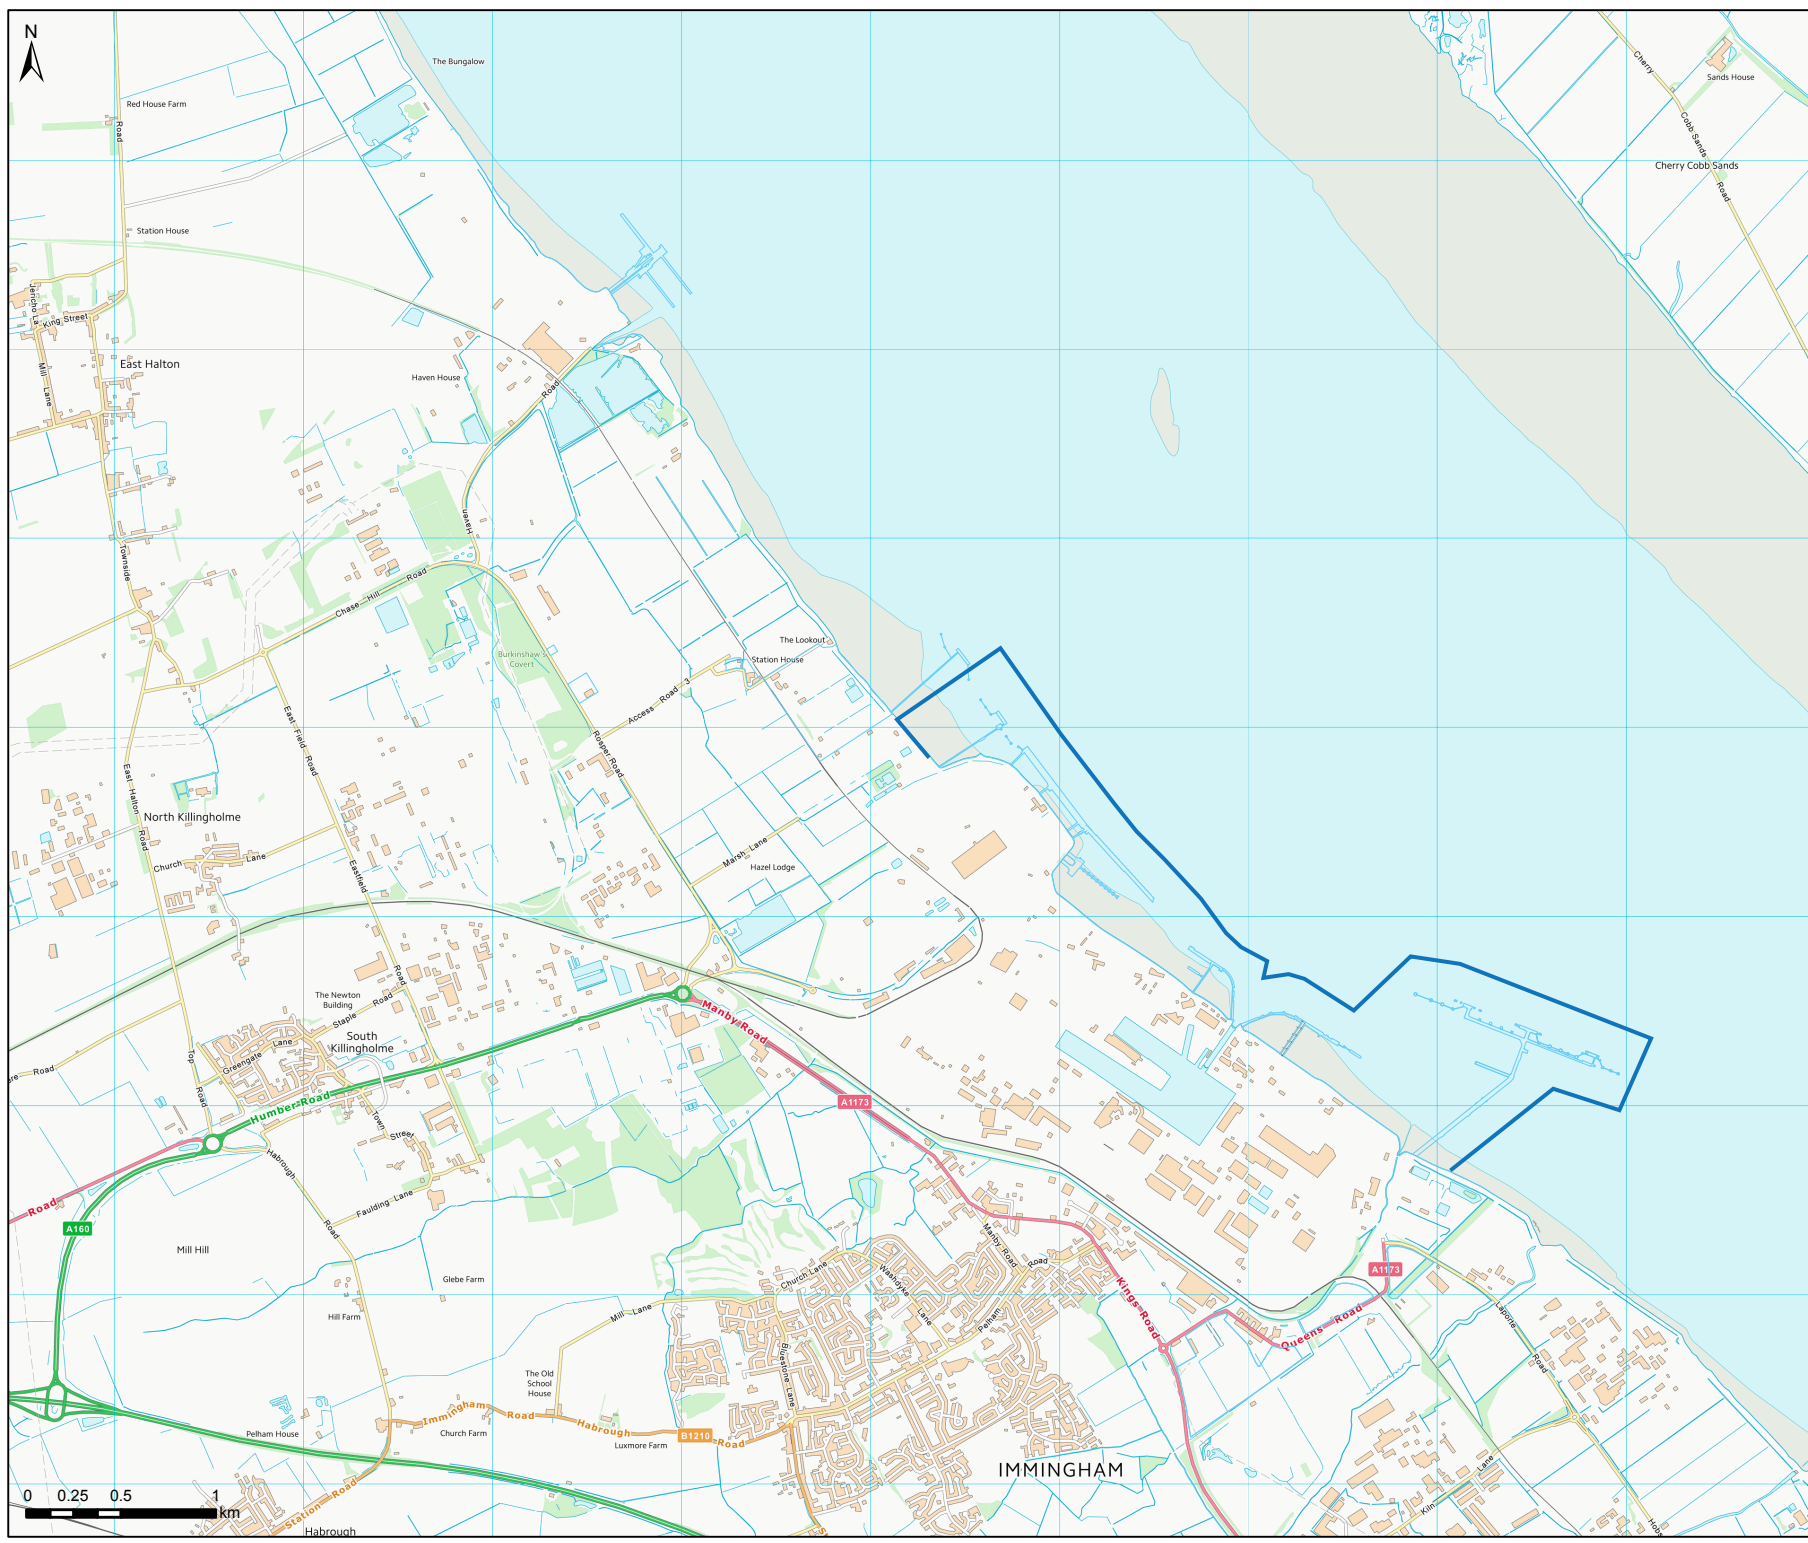 N
The Bungalow
Red House Farm
Road
Cherry
Sands House
Cobb Sands
Cherry Cobb Sands
Road
Station House
Jericho La
King Street
East Halton
Mill Lane
Haven House
Road
Haven
Townside
Chase Hill Road
The Lookout
Burkinshaw's
Covert
Station House
Access Road 3
East Field Road
Rosper Road
East Halton Road
North Killingholme
Church Lane
Marsh Lane
Hazel Lodge
Eastfield
Road
The Newton
Building
Staple Road
Manby Road
South
Killingholme
Greengate Lane
Top
Road
ere Road
Humber Road
A1173
Town
Street
Habrough
Road
Faulding Lane
Road
A160
Mill Hill
Manby Road
Road
Church Lane
Washdyke
Lane
Glebe Farm
A1173
Kings Road
Mill Lane
Hill Farm
Pelham
Queens Road
Laporte
Road
Bluestone Lane
The Old
School
House
Immingham Road
Habrough
Road
B1210
Pelham House
Church Farm
Luxmore Farm
IMMINGHAM
Lane
Kiln
Station Road
Habrough
St
Hobs
0 0.25 0.5 1
km